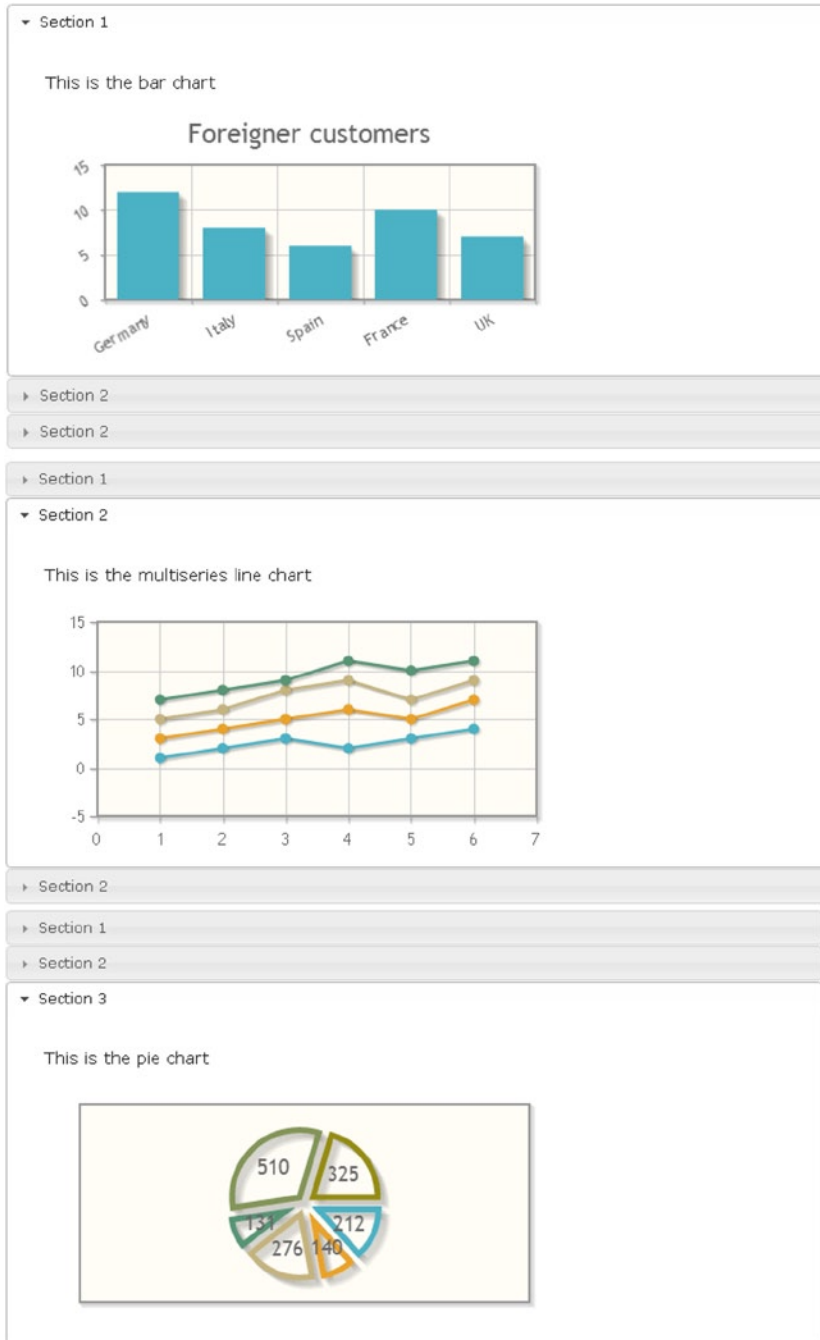 Section 1
This is the bar chart
Foreigner customers
15
10
5
0
Germany Italy Spain France UK
Section 2
Section 2
Section 1
Section 2
This is the multiseries line chart
15
10
5
0
-5
0 1 2 3 4 5 6 7
Section 2
Section 1
Section 2
Section 3
This is the pie chart
510 325
131 212
276 140